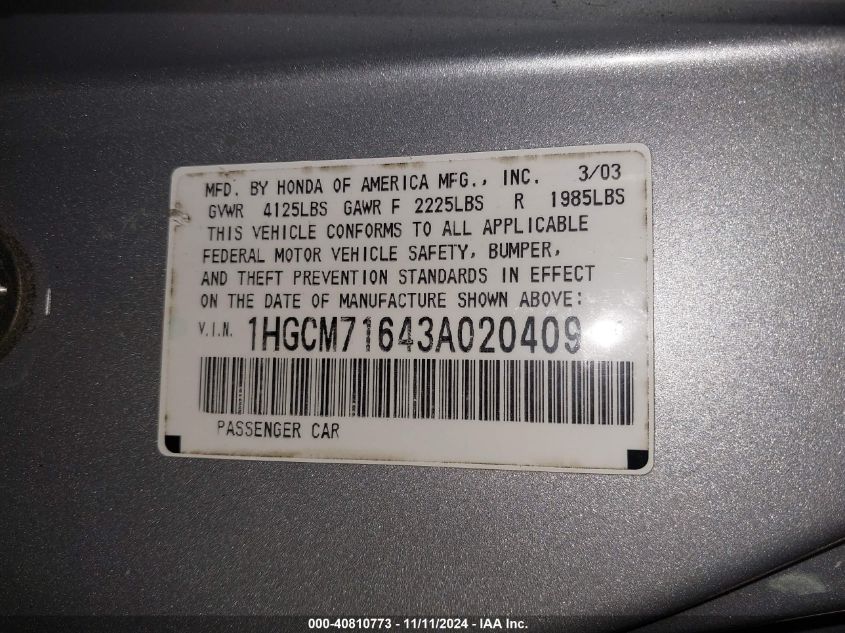 MFD. BY HONDA OF AMERICA MFG., INC. 3/03
GVWR 4125LBS GAWR F 2225LBS R 1985LBS
THIS VEHICLE CONFORMS TO ALL APPLICABLE
FEDERAL MOTOR VEHICLE SAFETY, BUMPER,
AND THEFT PREVENTION STANDARDS IN EFFECT
ON THE DATE OF MANUFACTURE SHOWN ABOVE:
V.I.N. 1HGCM71643A020409
PASSENGER CAR
000-40810773 - 11/11/2024 - IAA Inc.